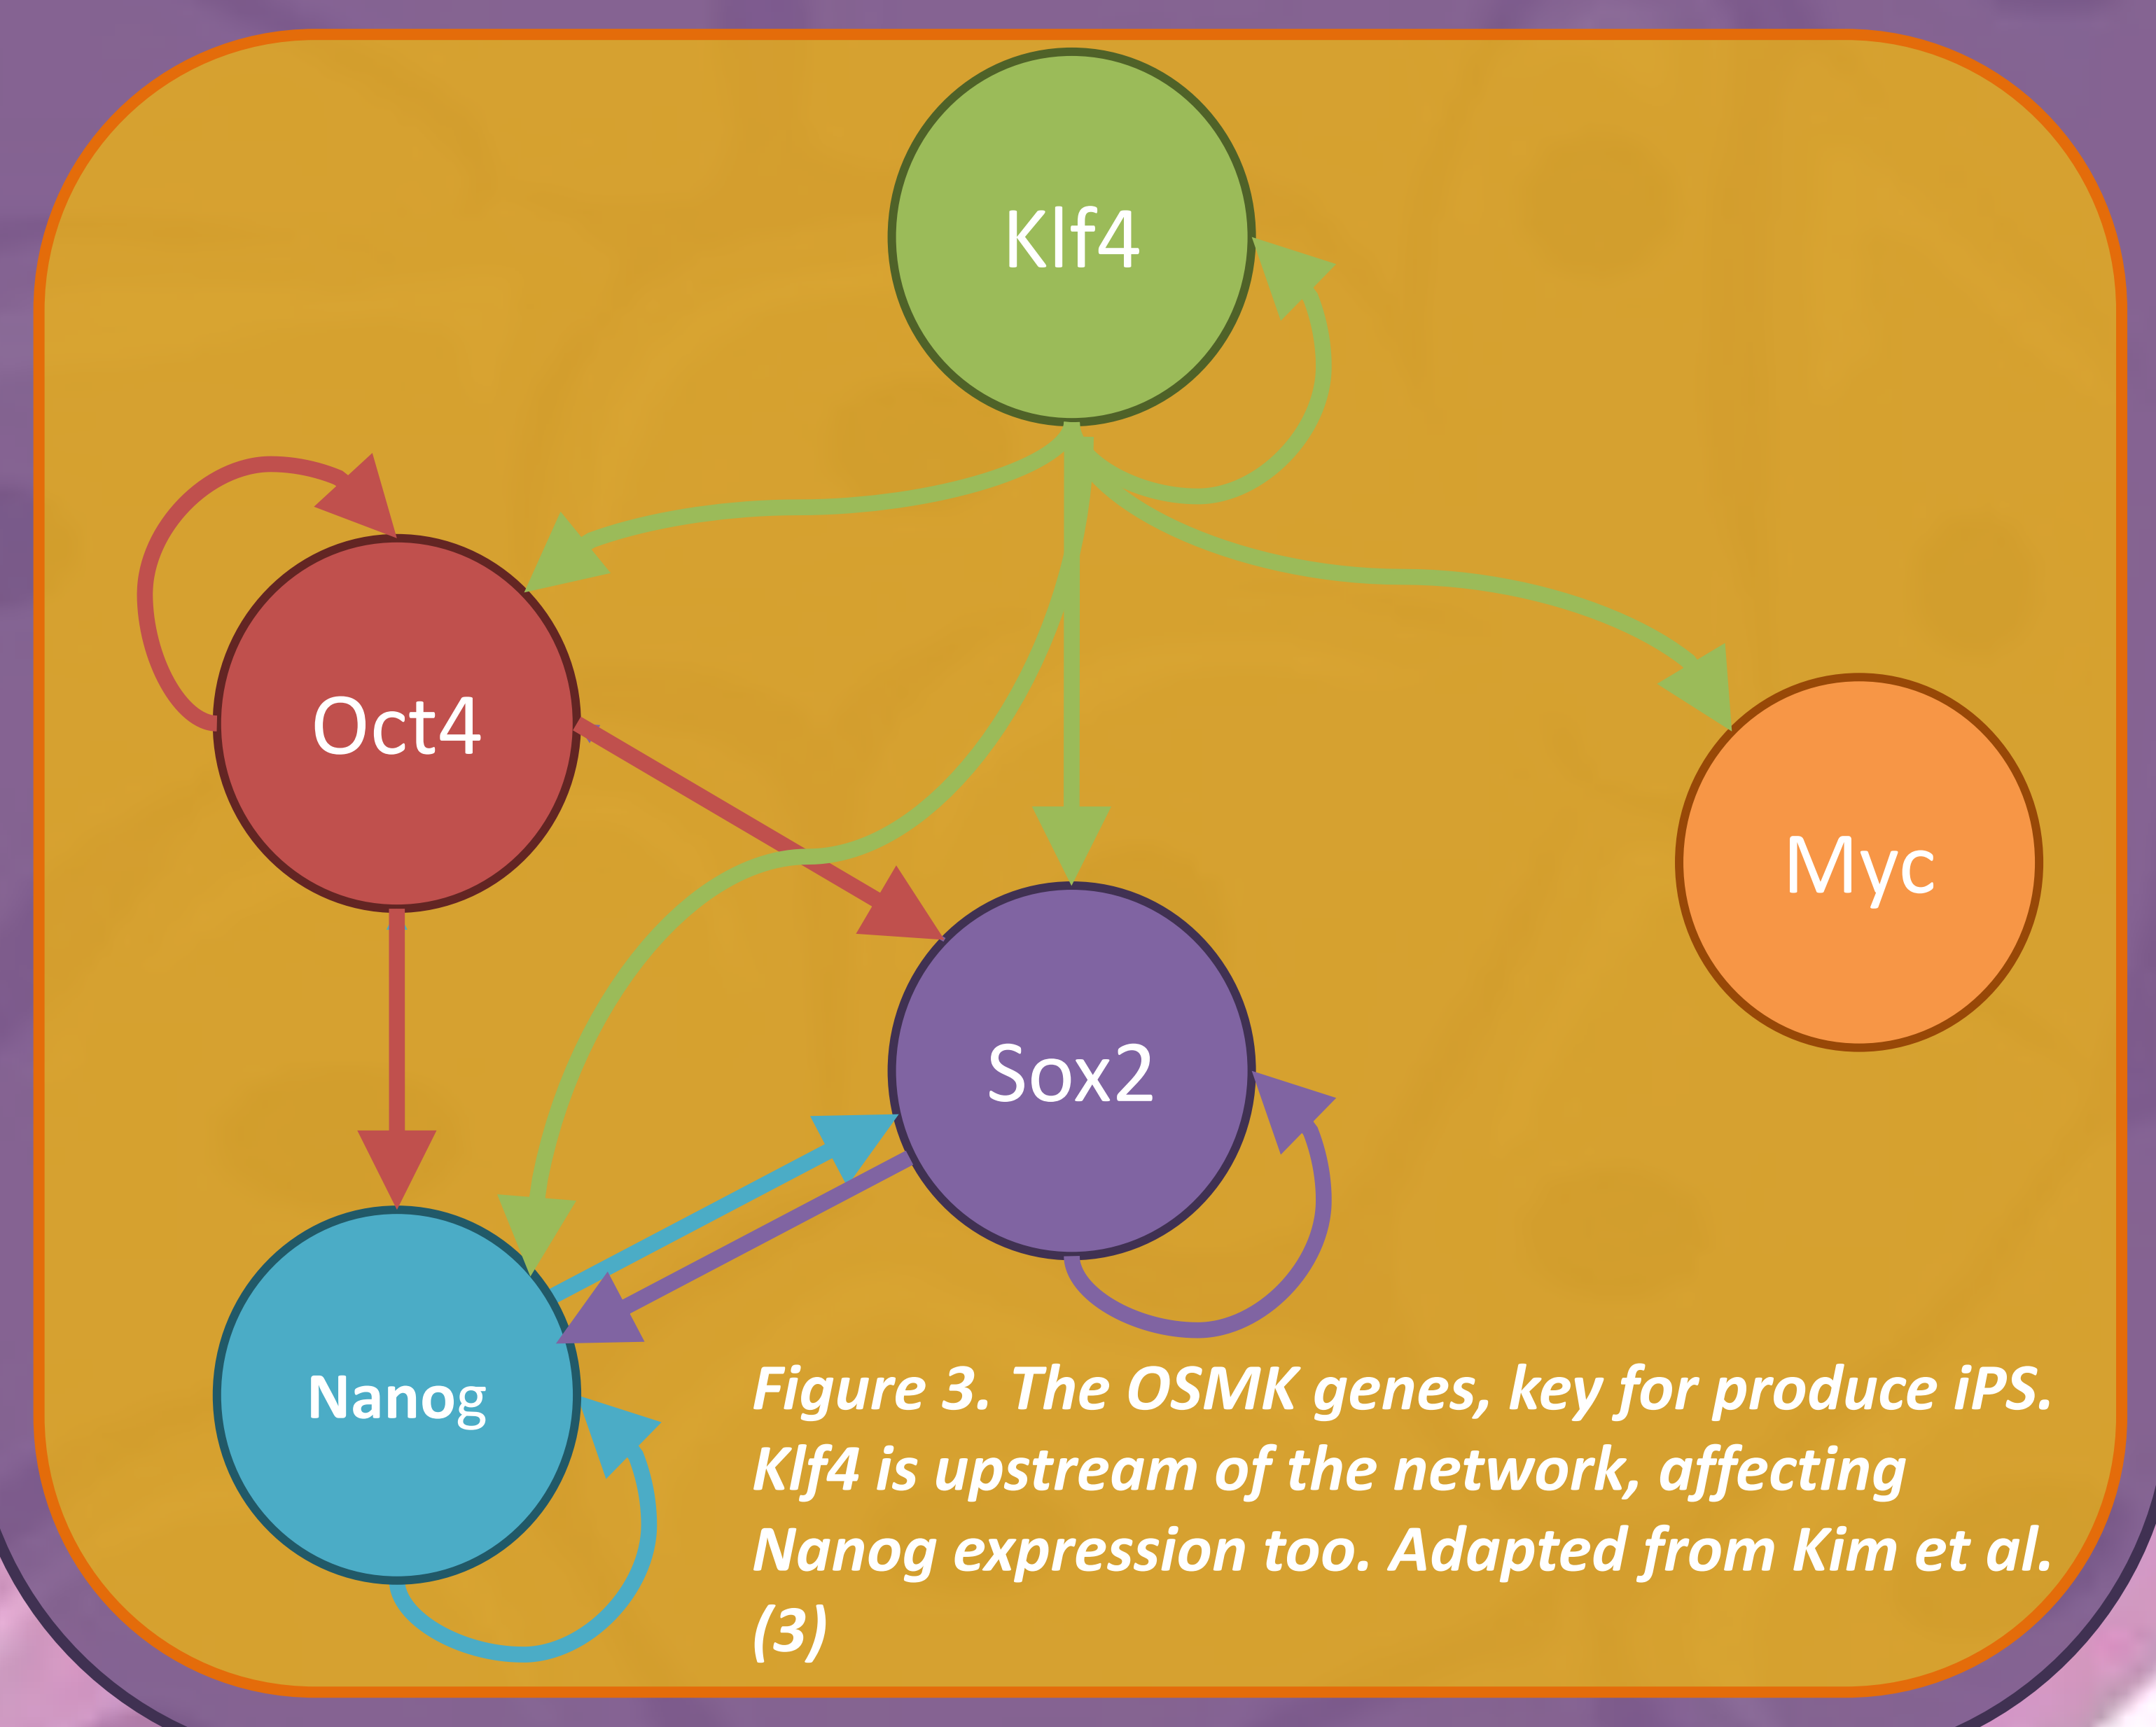 Klf4
Oct4
Myc
Sox2
Nanog
Figure 3. The OSMK genes, key for produce iPS.
Klf4 is upstream of the network, affecting
Nanog expression too. Adapted from Kim et al.
(3)